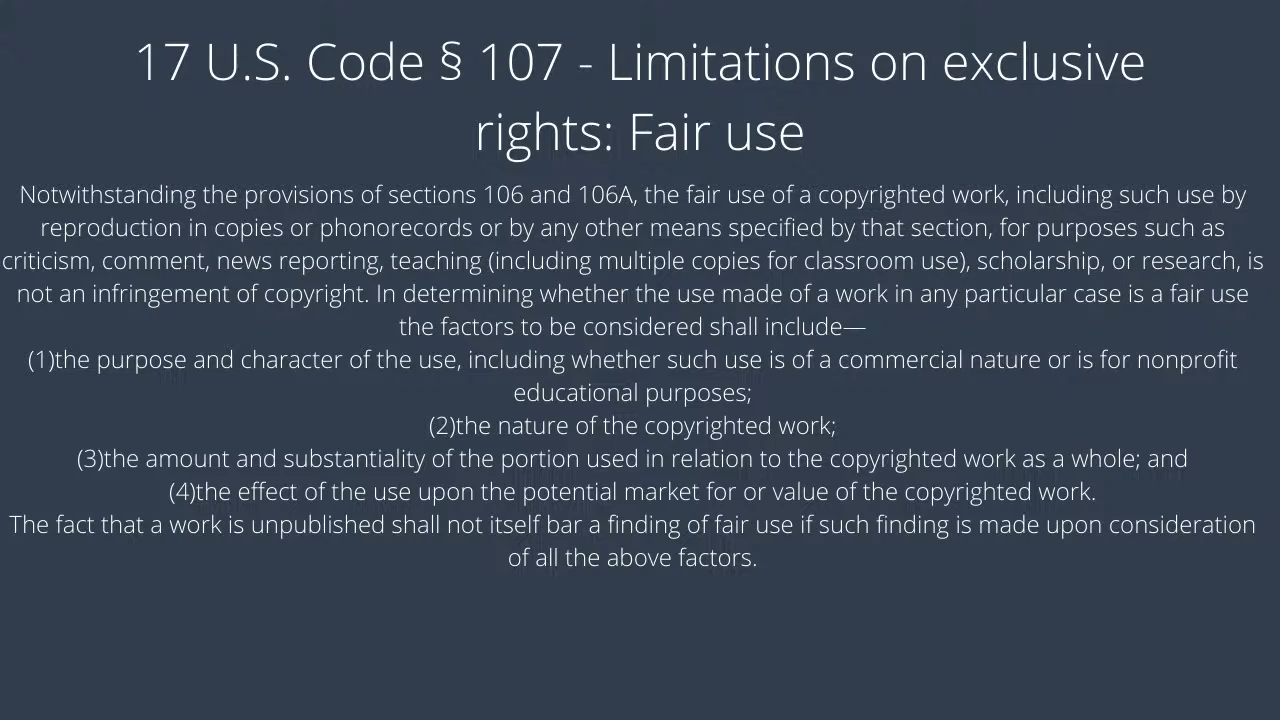 17 U.S. Code § 107 - Limitations on exclusive
rights: Fair use
Notwithstanding the provisions of sections 106 and 106A, the fair use of a copyrighted work, including such use by
reproduction in copies or phonorecords or by any other means specified by that section, for purposes such as
criticism, comment, news reporting, teaching (including multiple copies for classroom use), scholarship, or research, is
not an infringement of copyright. In determining whether the use made of a work in any particular case is a fair use
the factors to be considered shall include—
(1)the purpose and character of the use, including whether such use is of a commercial nature or is for nonprofit
educational purposes;
(2)the nature of the copyrighted work;
(3)the amount and substantiality of the portion used in relation to the copyrighted work as a whole; and
(4)the effect of the use upon the potential market for or value of the copyrighted work.
The fact that a work is unpublished shall not itself bar a finding of fair use if such finding is made upon consideration
of all the above factors.